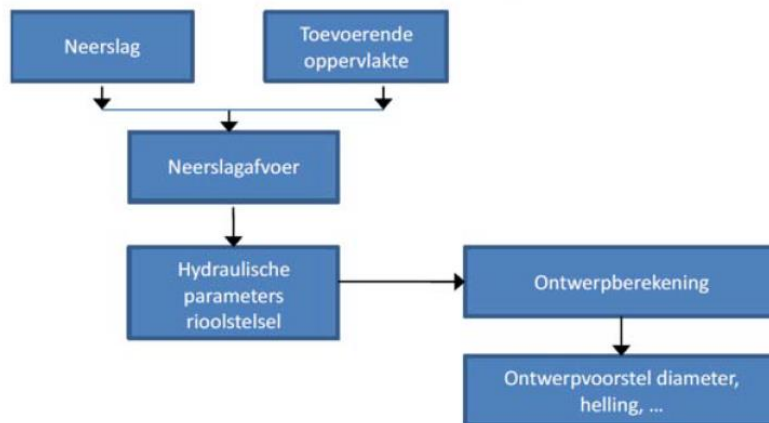 Neerslag
Toevoerende
oppervlakte
Neerslagafvoer
Hydraulische
parameters
rioolstelsel
Ontwerpberekening
Ontwerpvoorstel diameter,
helling, ...